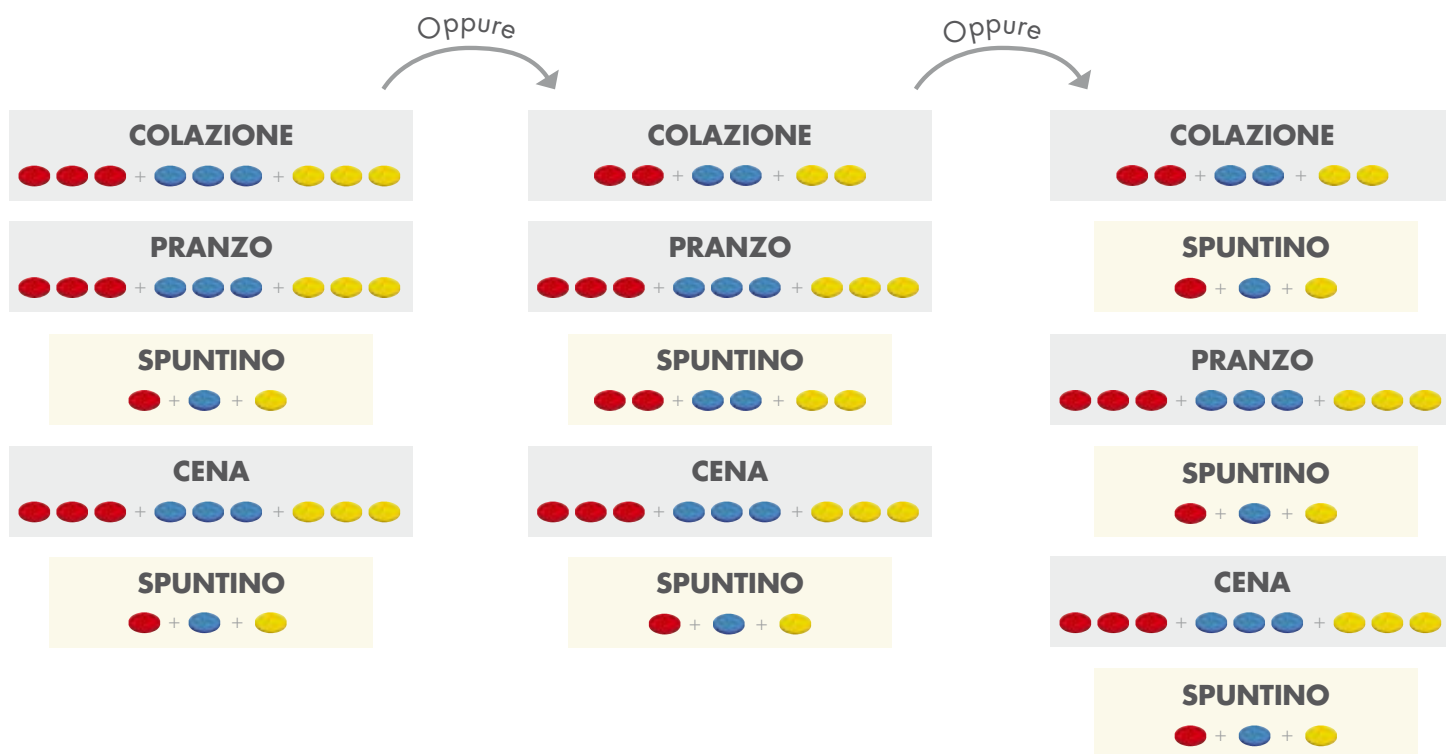 Oppure
Oppure
COLAZIONE
+ +
PRANZO
+ +
SPUNTINO
+ +
CENA
+ +
SPUNTINO
+ +
COLAZIONE
+ +
PRANZO
+ +
SPUNTINO
+ +
CENA
+ +
SPUNTINO
+ +
COLAZIONE
+ +
SPUNTINO
+ +
PRANZO
+ +
SPUNTINO
+ +
CENA
+ +
SPUNTINO
+ +